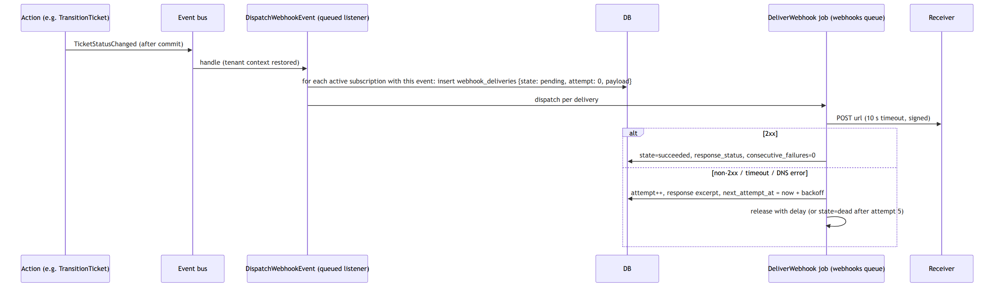 Action (e.g. TransitionTicket)
Event bus
DispatchWebhookEvent (queued listener)
DB
DeliverWebhook job (webhooks queue)
Receiver
TicketStatusChanged (after commit)
handle (tenant context restored)
for each active subscription with this event: insert webhook_deliveries {state: pending, attempt: 0, payload}
dispatch per delivery
POST url (10 s timeout, signed)
alt
[2xx]
state=succeeded, response_status, consecutive_failures=0
[non-2xx / timeout / DNS error]
attempt++, response excerpt, next_attempt_at = now + backoff
release with delay (or state=dead after attempt 5)
Action (e.g. TransitionTicket)
Event bus
DispatchWebhookEvent (queued listener)
DB
DeliverWebhook job (webhooks queue)
Receiver